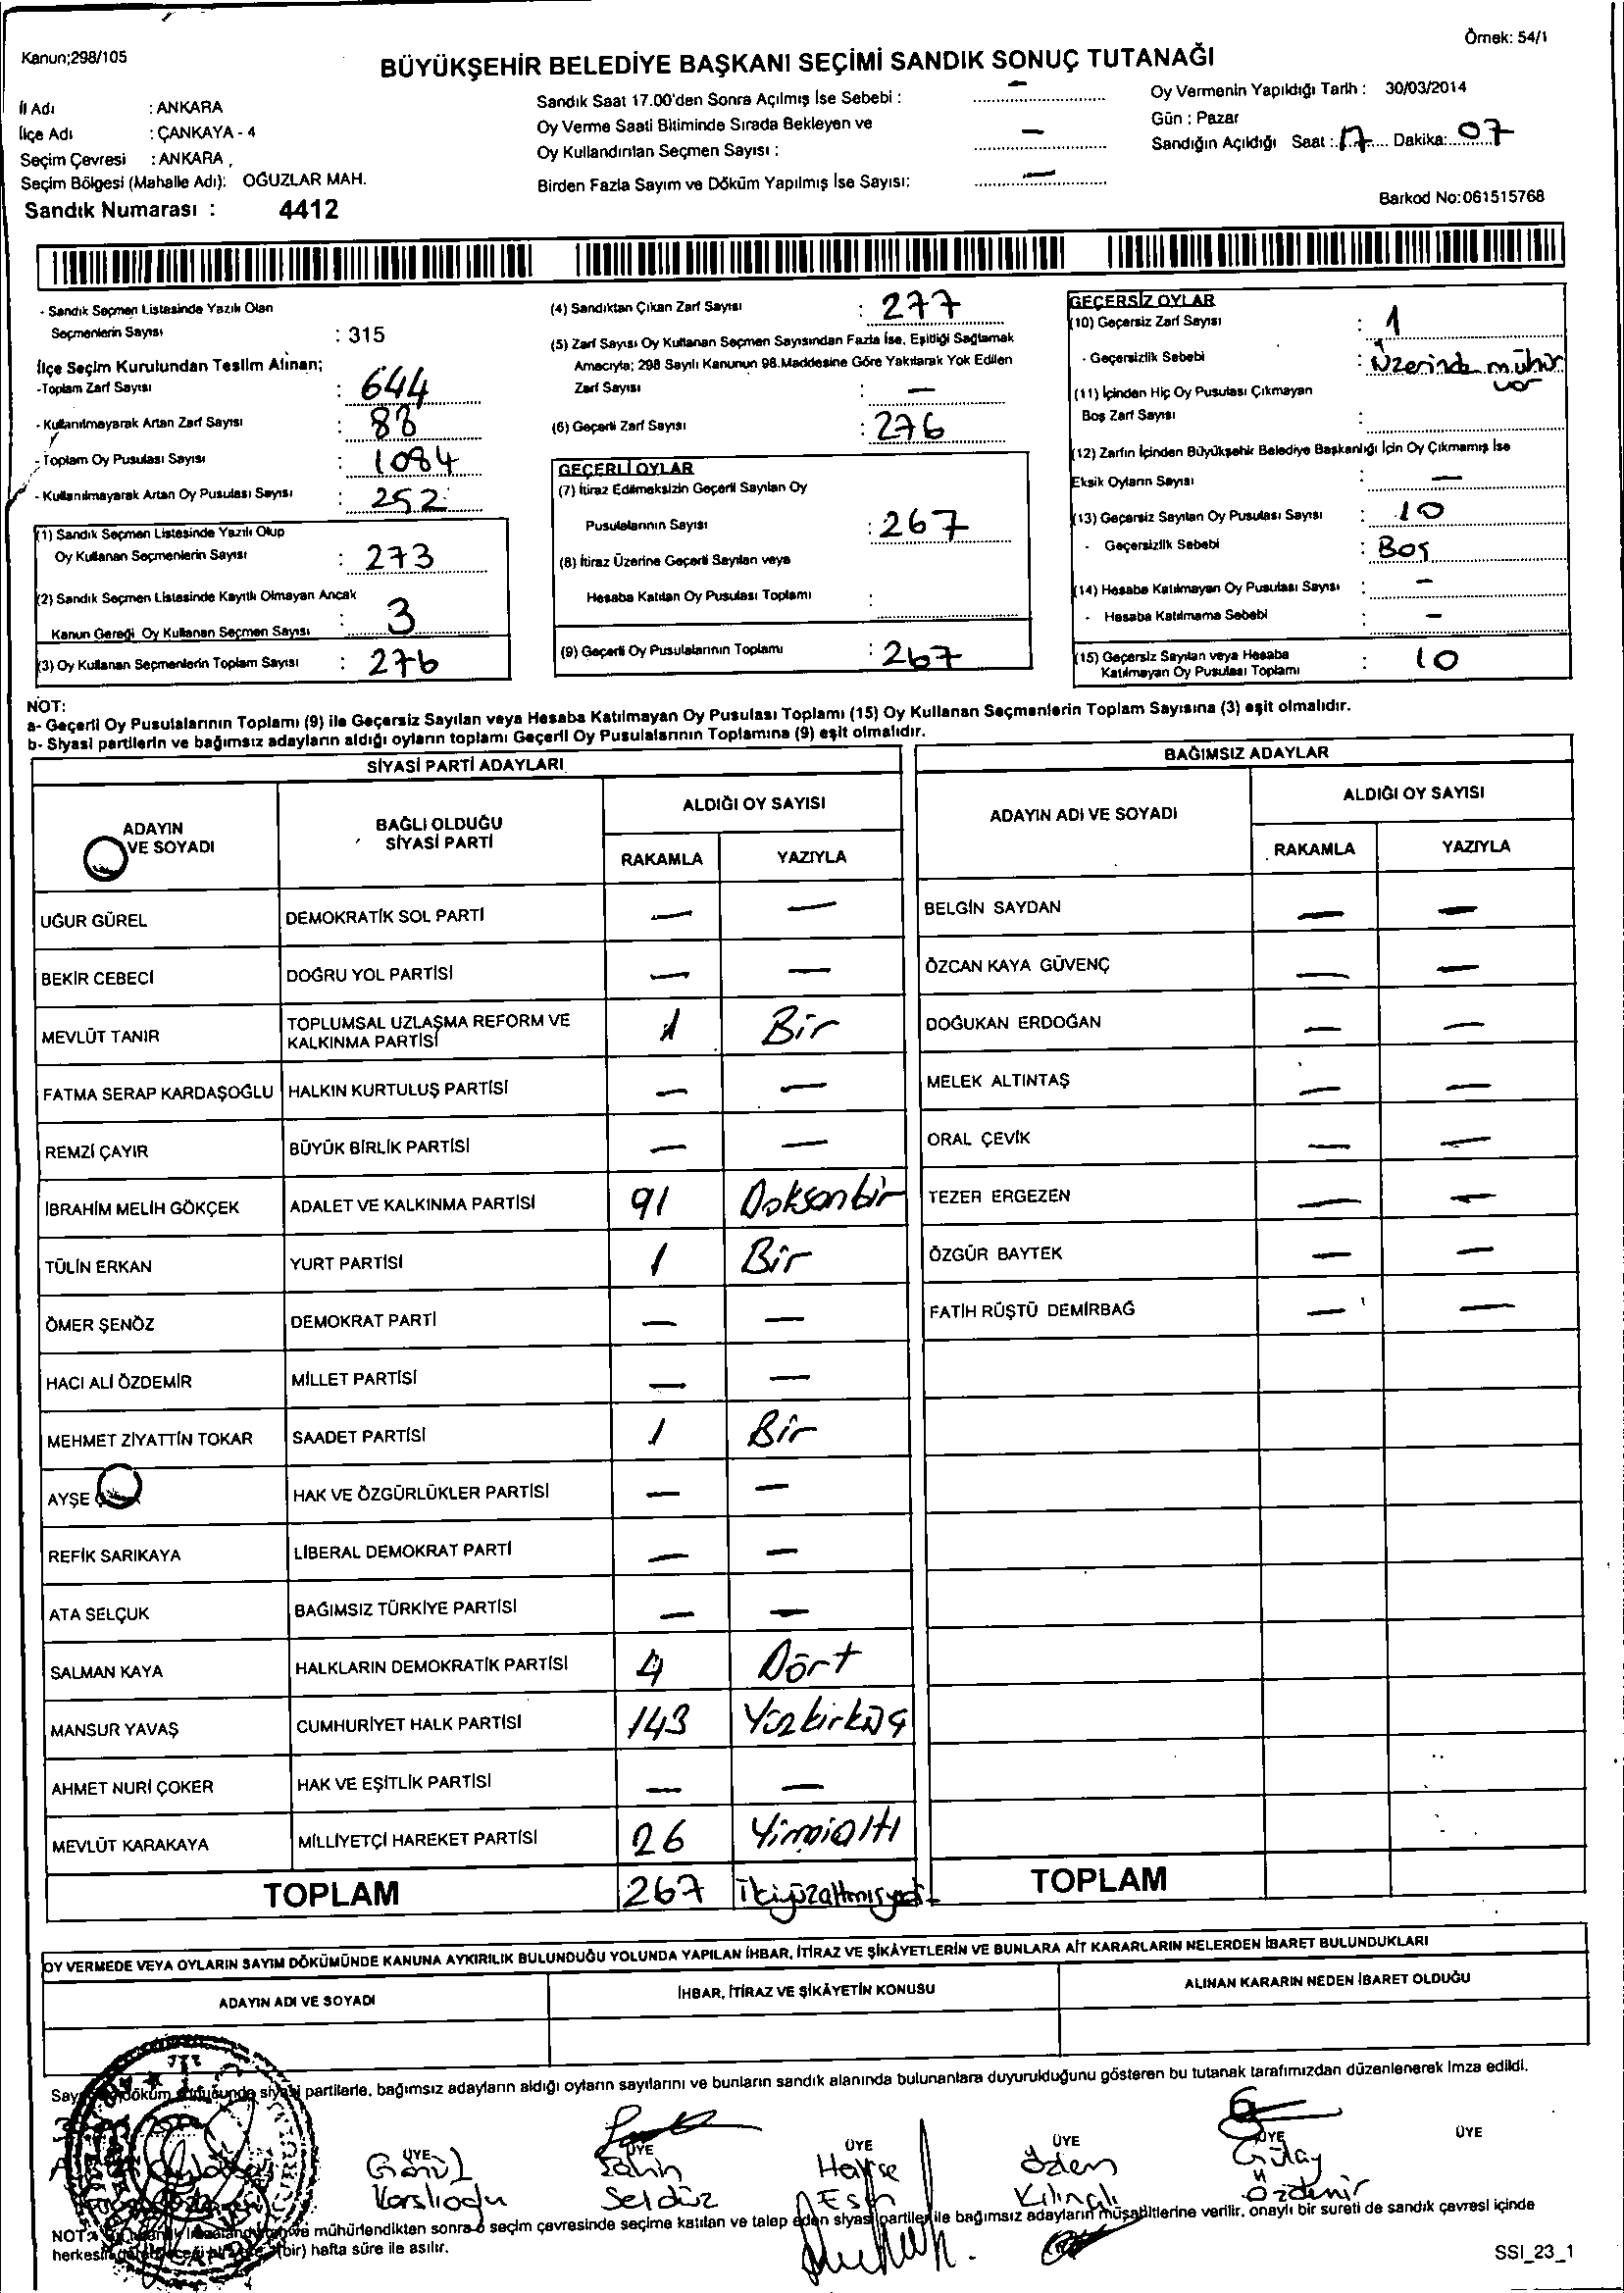 Kanun;298/105
Örnek: 54/1
BÜYÜKŞEHİR BELEDİYE BAŞKANI SEÇİMİ SANDIK SONUÇ TUTANAĞI
İl Adı : ANKARA
İlçe Adı : ÇANKAYA - 4
Seçim Çevresi : ANKARA ,
Seçim Bölgesi (Mahalle Adı): OĞUZLAR MAH.
Sandık Numarası : 4412
Sandık Saat 17.00'den Sonra Açılmış İse Sebebi : —
Oy Verme Saati Bitiminde Sırada Bekleyen ve
Oy Kullandırılan Seçmen Sayısı : —
Birden Fazla Sayım ve Döküm Yapılmış İse Sayısı: —
Oy Vermenin Yapıldığı Tarih : 30/03/2014
Gün : Pazar
Sandığın Açıldığı Saat : 17 Dakika: 07
Barkod No:061515768
- Sandık Seçmen Listesinde Yazılı Olan
Seçmenlerin Sayısı : 315
İlçe Seçim Kurulundan Teslim Alınan;
-Toplam Zarf Sayısı : 644
- Kullanılmayarak Artan Zarf Sayısı : 88
- Toplam Oy Pusulası Sayısı : 1084
- Kullanılmayarak Artan Oy Pusulası Sayısı : 252
(1) Sandık Seçmen Listesinde Yazılı Olup
Oy Kullanan Seçmenlerin Sayısı : 273
(2) Sandık Seçmen Listesinde Kayıtlı Olmayan Ancak
Kanun Gereği Oy Kullanan Seçmen Sayısı : 3
(3) Oy Kullanan Seçmenlerin Toplam Sayısı : 276
(4) Sandıktan Çıkan Zarf Sayısı : 277
(5) Zarf Sayısı Oy Kullanan Seçmen Sayısından Fazla İse, Eşitliği Sağlamak
Amacıyla; 298 Sayılı Kanunun 98.Maddesine Göre Yakılarak Yok Edilen
Zarf Sayısı : —
(6) Geçerli Zarf Sayısı : 276
GEÇERLİ OYLAR
(7) İtiraz Edilmeksizin Geçerli Sayılan Oy
Pusulalarının Sayısı : 267
(8) İtiraz Üzerine Geçerli Sayılan veya
Hesaba Katılan Oy Pusulası Toplamı :
(9) Geçerli Oy Pusulalarının Toplamı : 267
GEÇERSİZ OYLAR
(10) Geçersiz Zarf Sayısı : 1
- Geçersizlik Sebebi : Üzerinde mühür
var
(11) İçinden Hiç Oy Pusulası Çıkmayan
Boş Zarf Sayısı :
(12) Zarfın İçinden Büyükşehir Belediye Başkanlığı İçin Oy Çıkmamış İse
Eksik Oyların Sayısı : —
(13) Geçersiz Sayılan Oy Pusulası Sayısı : 10
- Geçersizlik Sebebi : Boş
(14) Hesaba Katılmayan Oy Pusulası Sayısı : —
- Hesaba Katılmama Sebebi : —
(15) Geçersiz Sayılan veya Hesaba
Katılmayan Oy Pusulası Toplamı : 10
NOT:
a- Geçerli Oy Pusulalarının Toplamı (9) ile Geçersiz Sayılan veya Hesaba Katılmayan Oy Pusulası Toplamı (15) Oy Kullanan Seçmenlerin Toplam Sayısına (3) eşit olmalıdır.
b- Siyasi partilerin ve bağımsız adayların aldığı oyların toplamı Geçerli Oy Pusulalarının Toplamına (9) eşit olmalıdır.
SİYASİ PARTİ ADAYLARI
ADAYIN
VE SOYADI
BAĞLI OLDUĞU
SİYASİ PARTİ
ALDIĞI OY SAYISI
RAKAMLA YAZIYLA
UĞUR GÜREL DEMOKRATİK SOL PARTİ — —
BEKİR CEBECİ DOĞRU YOL PARTİSİ — —
MEVLÜT TANIR TOPLUMSAL UZLAŞMA REFORM VE
KALKINMA PARTİSİ 1 Bir
FATMA SERAP KARDAŞOĞLU HALKIN KURTULUŞ PARTİSİ — —
REMZİ ÇAYIR BÜYÜK BİRLİK PARTİSİ — —
İBRAHİM MELİH GÖKÇEK ADALET VE KALKINMA PARTİSİ 91 Doksanbir
TÜLİN ERKAN YURT PARTİSİ 1 Bir
ÖMER ŞENÖZ DEMOKRAT PARTİ — —
HACI ALİ ÖZDEMİR MİLLET PARTİSİ — —
MEHMET ZİYATTİN TOKAR SAADET PARTİSİ 1 Bir
AYŞE HAK VE ÖZGÜRLÜKLER PARTİSİ — —
REFİK SARIKAYA LİBERAL DEMOKRAT PARTİ — —
ATA SELÇUK BAĞIMSIZ TÜRKİYE PARTİSİ — —
SALMAN KAYA HALKLARIN DEMOKRATİK PARTİSİ 4 Dört
MANSUR YAVAŞ CUMHURİYET HALK PARTİSİ 143 Yüzkırküç
AHMET NURİ ÇOKER HAK VE EŞİTLİK PARTİSİ — —
MEVLÜT KARAKAYA MİLLİYETÇİ HAREKET PARTİSİ 26 Yirmialtı
TOPLAM 267 İkiyüzaltmışyedi
BAĞIMSIZ ADAYLAR
ADAYIN ADI VE SOYADI
ALDIĞI OY SAYISI
RAKAMLA YAZIYLA
BELGİN SAYDAN — —
ÖZCAN KAYA GÜVENÇ — —
DOĞUKAN ERDOĞAN — —
MELEK ALTINTAŞ — —
ORAL ÇEVİK — —
TEZER ERGEZEN — —
ÖZGÜR BAYTEK — —
FATİH RÜŞTÜ DEMİRBAĞ — —
TOPLAM
OY VERMEDE VEYA OYLARIN SAYIM DÖKÜMÜNDE KANUNA AYKIRILIK BULUNDUĞU YOLUNDA YAPILAN İHBAR, İTİRAZ VE ŞİKÂYETLERİN VE BUNLARA AİT KARARLARIN NELERDEN İBARET BULUNDUKLARI
ADAYIN ADI VE SOYADI İHBAR, İTİRAZ VE ŞİKÂYETİN KONUSU ALINAN KARARIN NEDEN İBARET OLDUĞU
döküm siyasi partilerle, bağımsız adayların aldığı oyların sayılarını ve bunların sandık alanında bulunanlara duyurulduğunu gösteren bu tutanak tarafımızdan düzenlenerek imza edildi.
ÜYE ÜYE ÜYE ÜYE ÜYE ÜYE
Gönül Şahin Hayise Özlem Gülay
Karslıoğlu Seldüz Esin Kılınçlı Özdemir
NOT: mühürlendikten sonra o seçim çevresinde seçime katılan ve talep eden siyasi partiler ile bağımsız adayların müşahitlerine verilir, onaylı bir sureti de sandık çevresi içinde
(bir) hafta süre ile asılır.
SSI_23_1